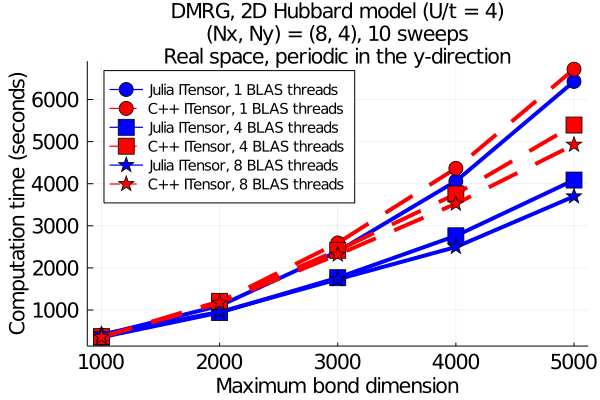 DMRG, 2D Hubbard model (U/t = 4)
(Nx, Ny) = (8, 4), 10 sweeps
Real space, periodic in the y-direction
Julia ITensor, 1 BLAS threads
C++ ITensor, 1 BLAS threads
Julia ITensor, 4 BLAS threads
C++ ITensor, 4 BLAS threads
Julia ITensor, 8 BLAS threads
C++ ITensor, 8 BLAS threads
Computation time (seconds)
6000
5000
4000
3000
2000
1000
1000 2000 3000 4000 5000
Maximum bond dimension